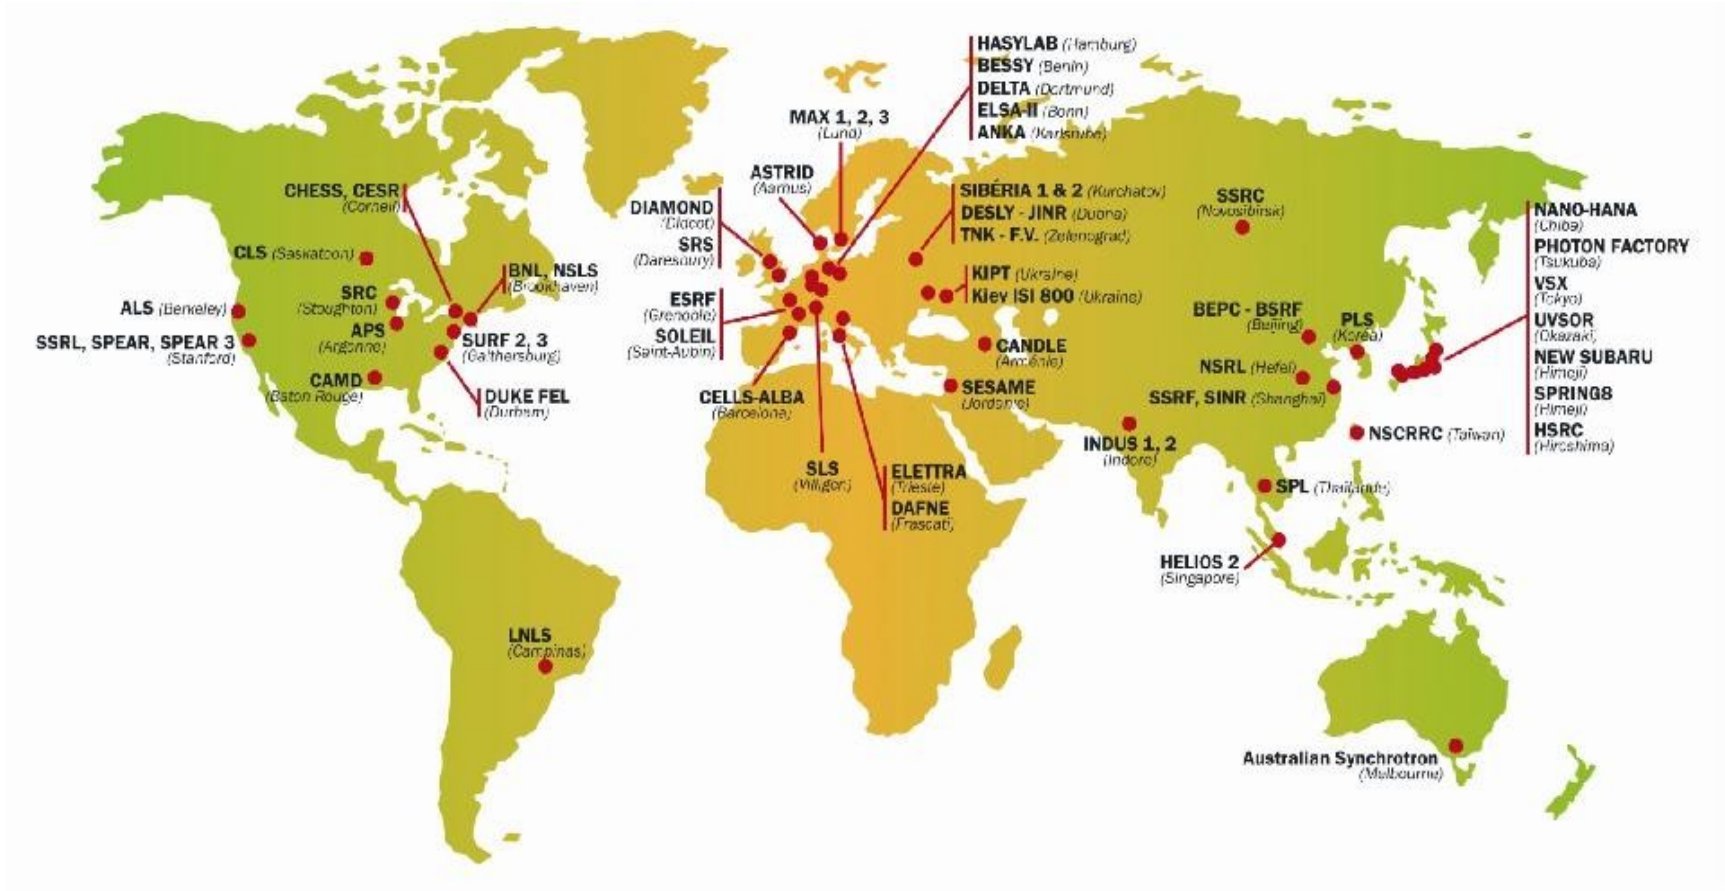 HASYLAB (Hamburg)
BESSY (Benin)
DELTA (Dortmund)
ELSA-II (Bonn)
ANKA (Karlsruhe)
MAX 1, 2, 3
(Lund)
ASTRID
(Aarhus)
DIAMOND
(Didcot)
SRS
(Daresbury)
ESRF
(Grenoble)
SOLEIL
(Saint-Aubin)
CELLS-ALBA
(Barcelona)
SLS
(Villigen)
ELETTRA
(Trieste)
DAFNE
(Frascati)
SIBÉRIA 1 & 2 (Kurchatov)
DESLY - JINR (Dubna)
TNK - F.V. (Zelenograd)
KIPT (Ukraine)
Kiev ISI 800 (Ukraine)
CANDLE
(Arménie)
SESAME
(Jordanie)
CHESS, CESR
(Cornell)
CLS (Saskatoon)
BNL, NSLS
(Brookhaven)
SRC
(Stoughton)
ALS (Berkeley)
APS
(Argonne)
SSRL, SPEAR, SPEAR 3
(Stanford)
SURF 2, 3
(Gaithersburg)
CAMD
(Baton Rouge)
DUKE FEL
(Durham)
LNLS
(Campinas)
SSRC
(Novosibirsk)
BEPC - BSRF
(Beijing)
PLS
(Korea)
NSRL (Hefei)
SSRF, SINR (Shanghai)
INDUS 1, 2
(Indore)
NSCRRC (Taiwan)
SPL (Thaïlande)
HELIOS 2
(Singapore)
NANO-HANA
(Chiba)
PHOTON FACTORY
(Tsukuba)
VSX
(Tokyo)
UVSOR
(Okazaki)
NEW SUBARU
(Himeji)
SPRING8
(Himeji)
HSRC
(Hiroshima)
Australian Synchrotron
(Melbourne)